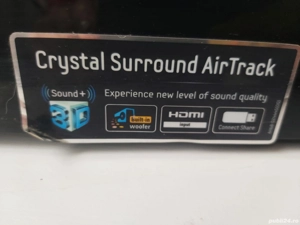 Crystal Surround AirTrack
Sound+ Experience new level of sound quality
3D built-in woofer HDMI input Connect Share